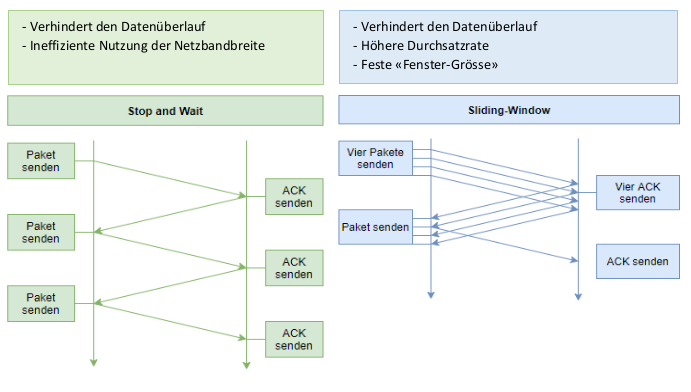 - Verhindert den Datenüberlauf
- Ineffiziente Nutzung der Netzbandbreite
Stop and Wait
Paket
senden
ACK
senden
Paket
senden
ACK
senden
Paket
senden
ACK
senden
- Verhindert den Datenüberlauf
- Höhere Durchsatzrate
- Feste «Fenster-Grösse»
Sliding-Window
Vier Pakete
senden
Vier ACK
senden
Paket senden
ACK senden